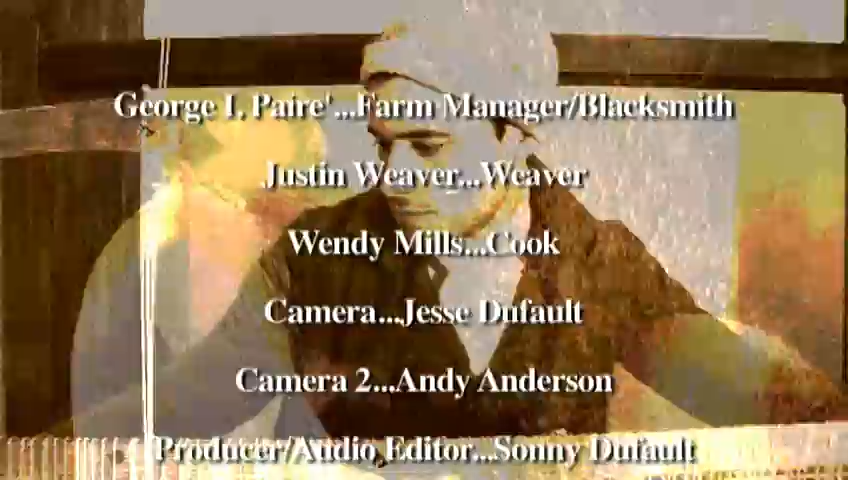 George I. Paire'...Farm Manager/Blacksmith
Justin Weaver...Weaver
Wendy Mills...Cook
Camera...Jesse Dufault
Camera 2...Andy Anderson
Producer/Audio Editor...Sonny Dufault